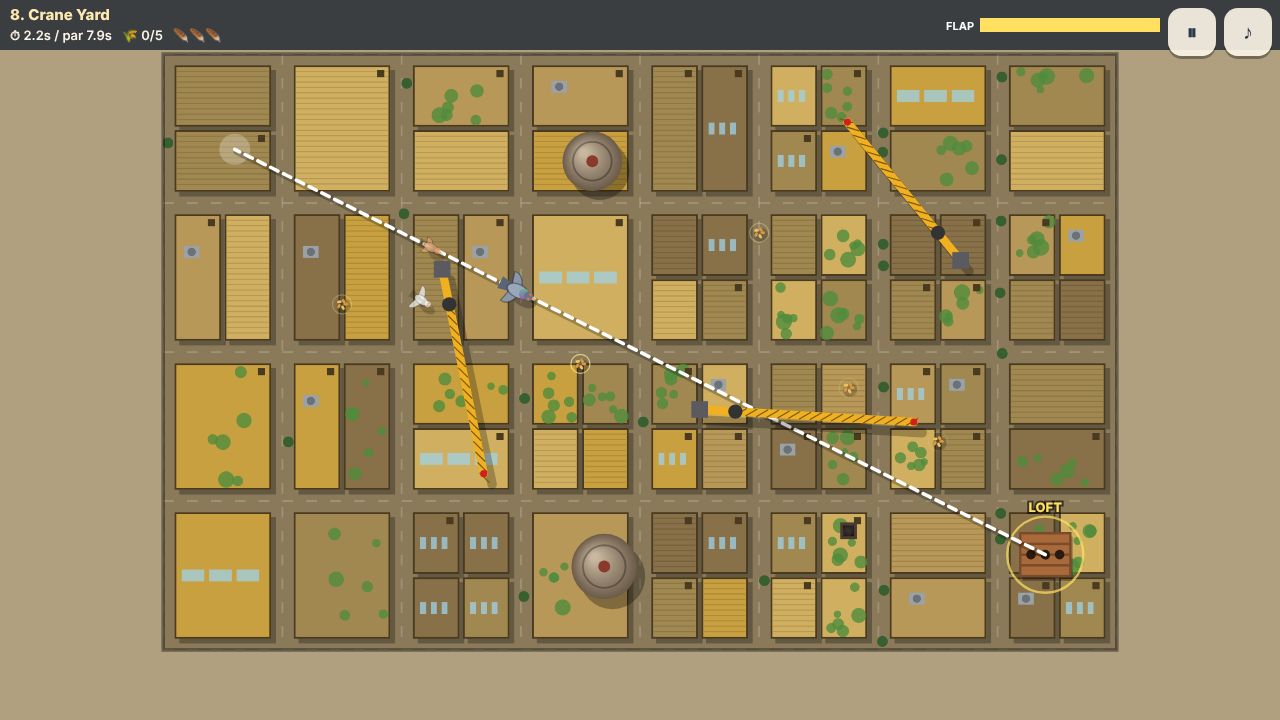 8. Crane Yard
⏱ 2.2s / par 7.9s 🌾 0/5
FLAP
LOFT